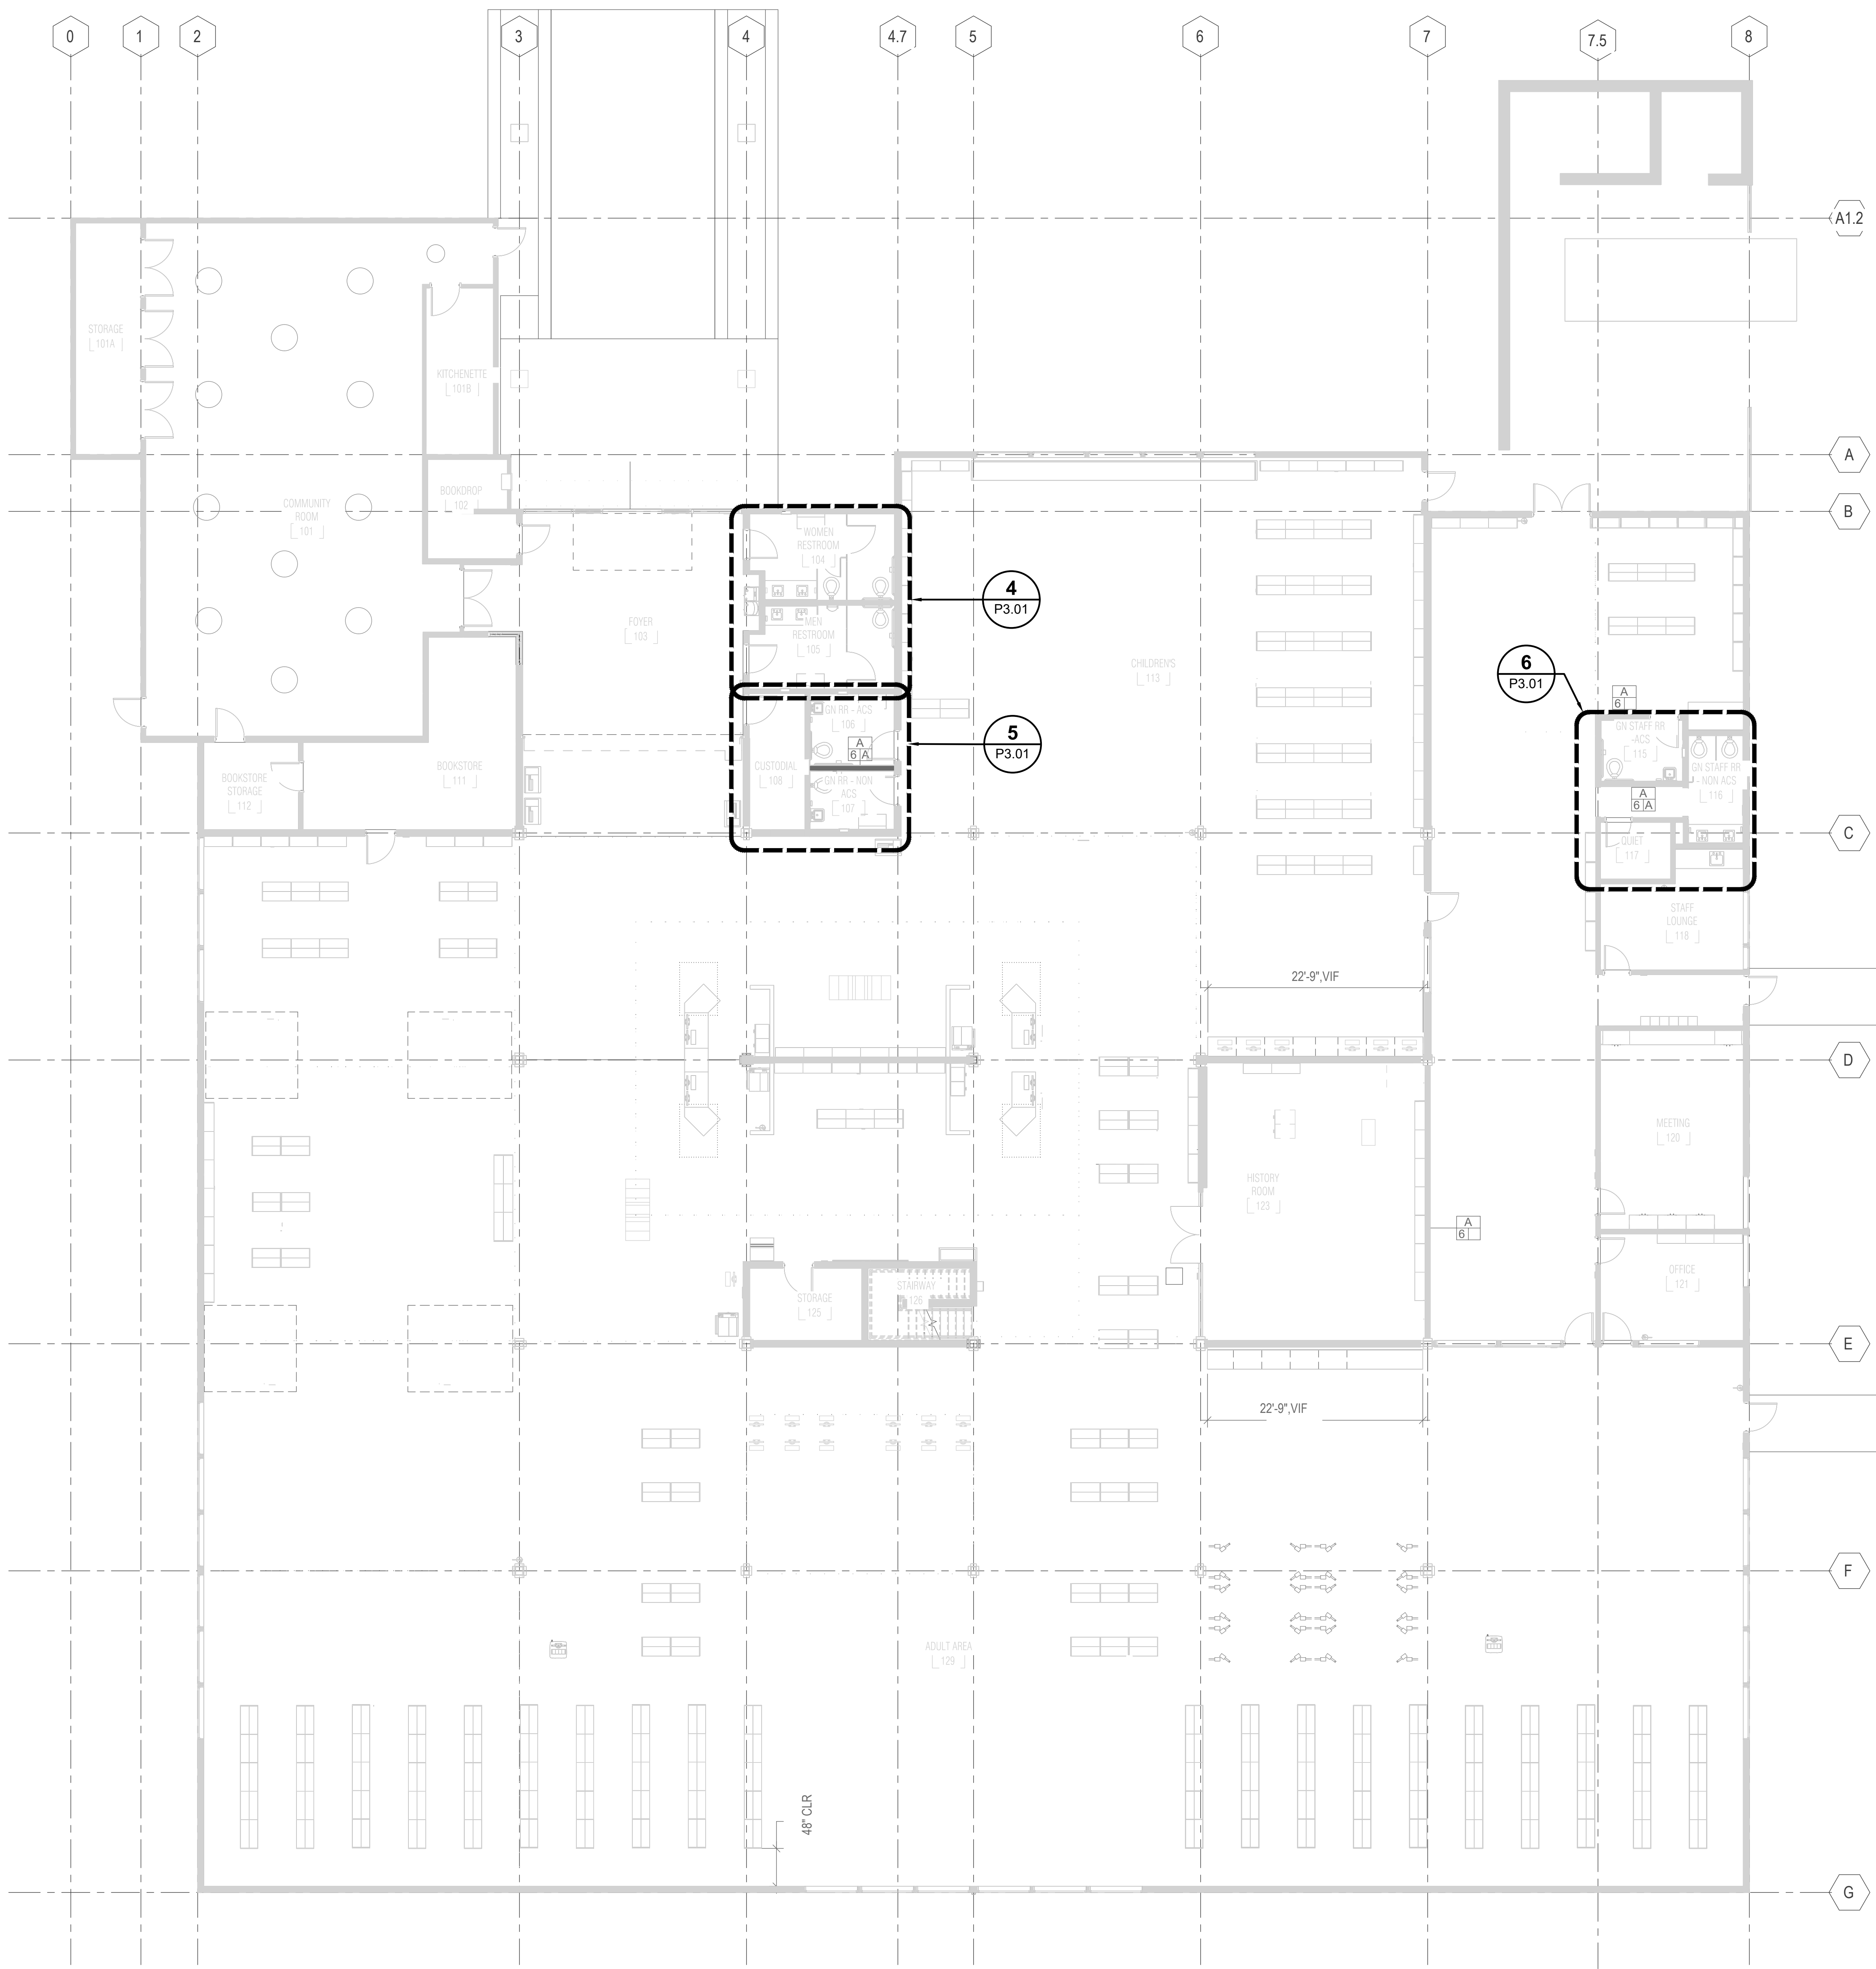 0
1
2
3
4
4.7
5
6
7
7.5
8
A1.2
STORAGE
101A
KITCHENETTE
101B
A
BOOKDROP
102
COMMUNITY
ROOM
101
B
WOMEN
RESTROOM
104
4
P3.01
FOYER
103
MEN
RESTROOM
105
CHILDREN'S
113
6
P3.01
A
6
GN RR - ACS
106
A
6 A
5
P3.01
GN STAFF RR
-ACS
115
BOOKSTORE
STORAGE
112
BOOKSTORE
111
CUSTODIAL
108
GN RR - NON
ACS
107
GN STAFF RR
- NON ACS
116
A
6 A
C
QUIET
117
STAFF
LOUNGE
118
22'-9",VIF
D
MEETING
120
HISTORY
ROOM
123
A
6
STORAGE
125
STAIRWAY
126
OFFICE
121
E
22'-9",VIF
F
ADULT AREA
129
48" CLR
G